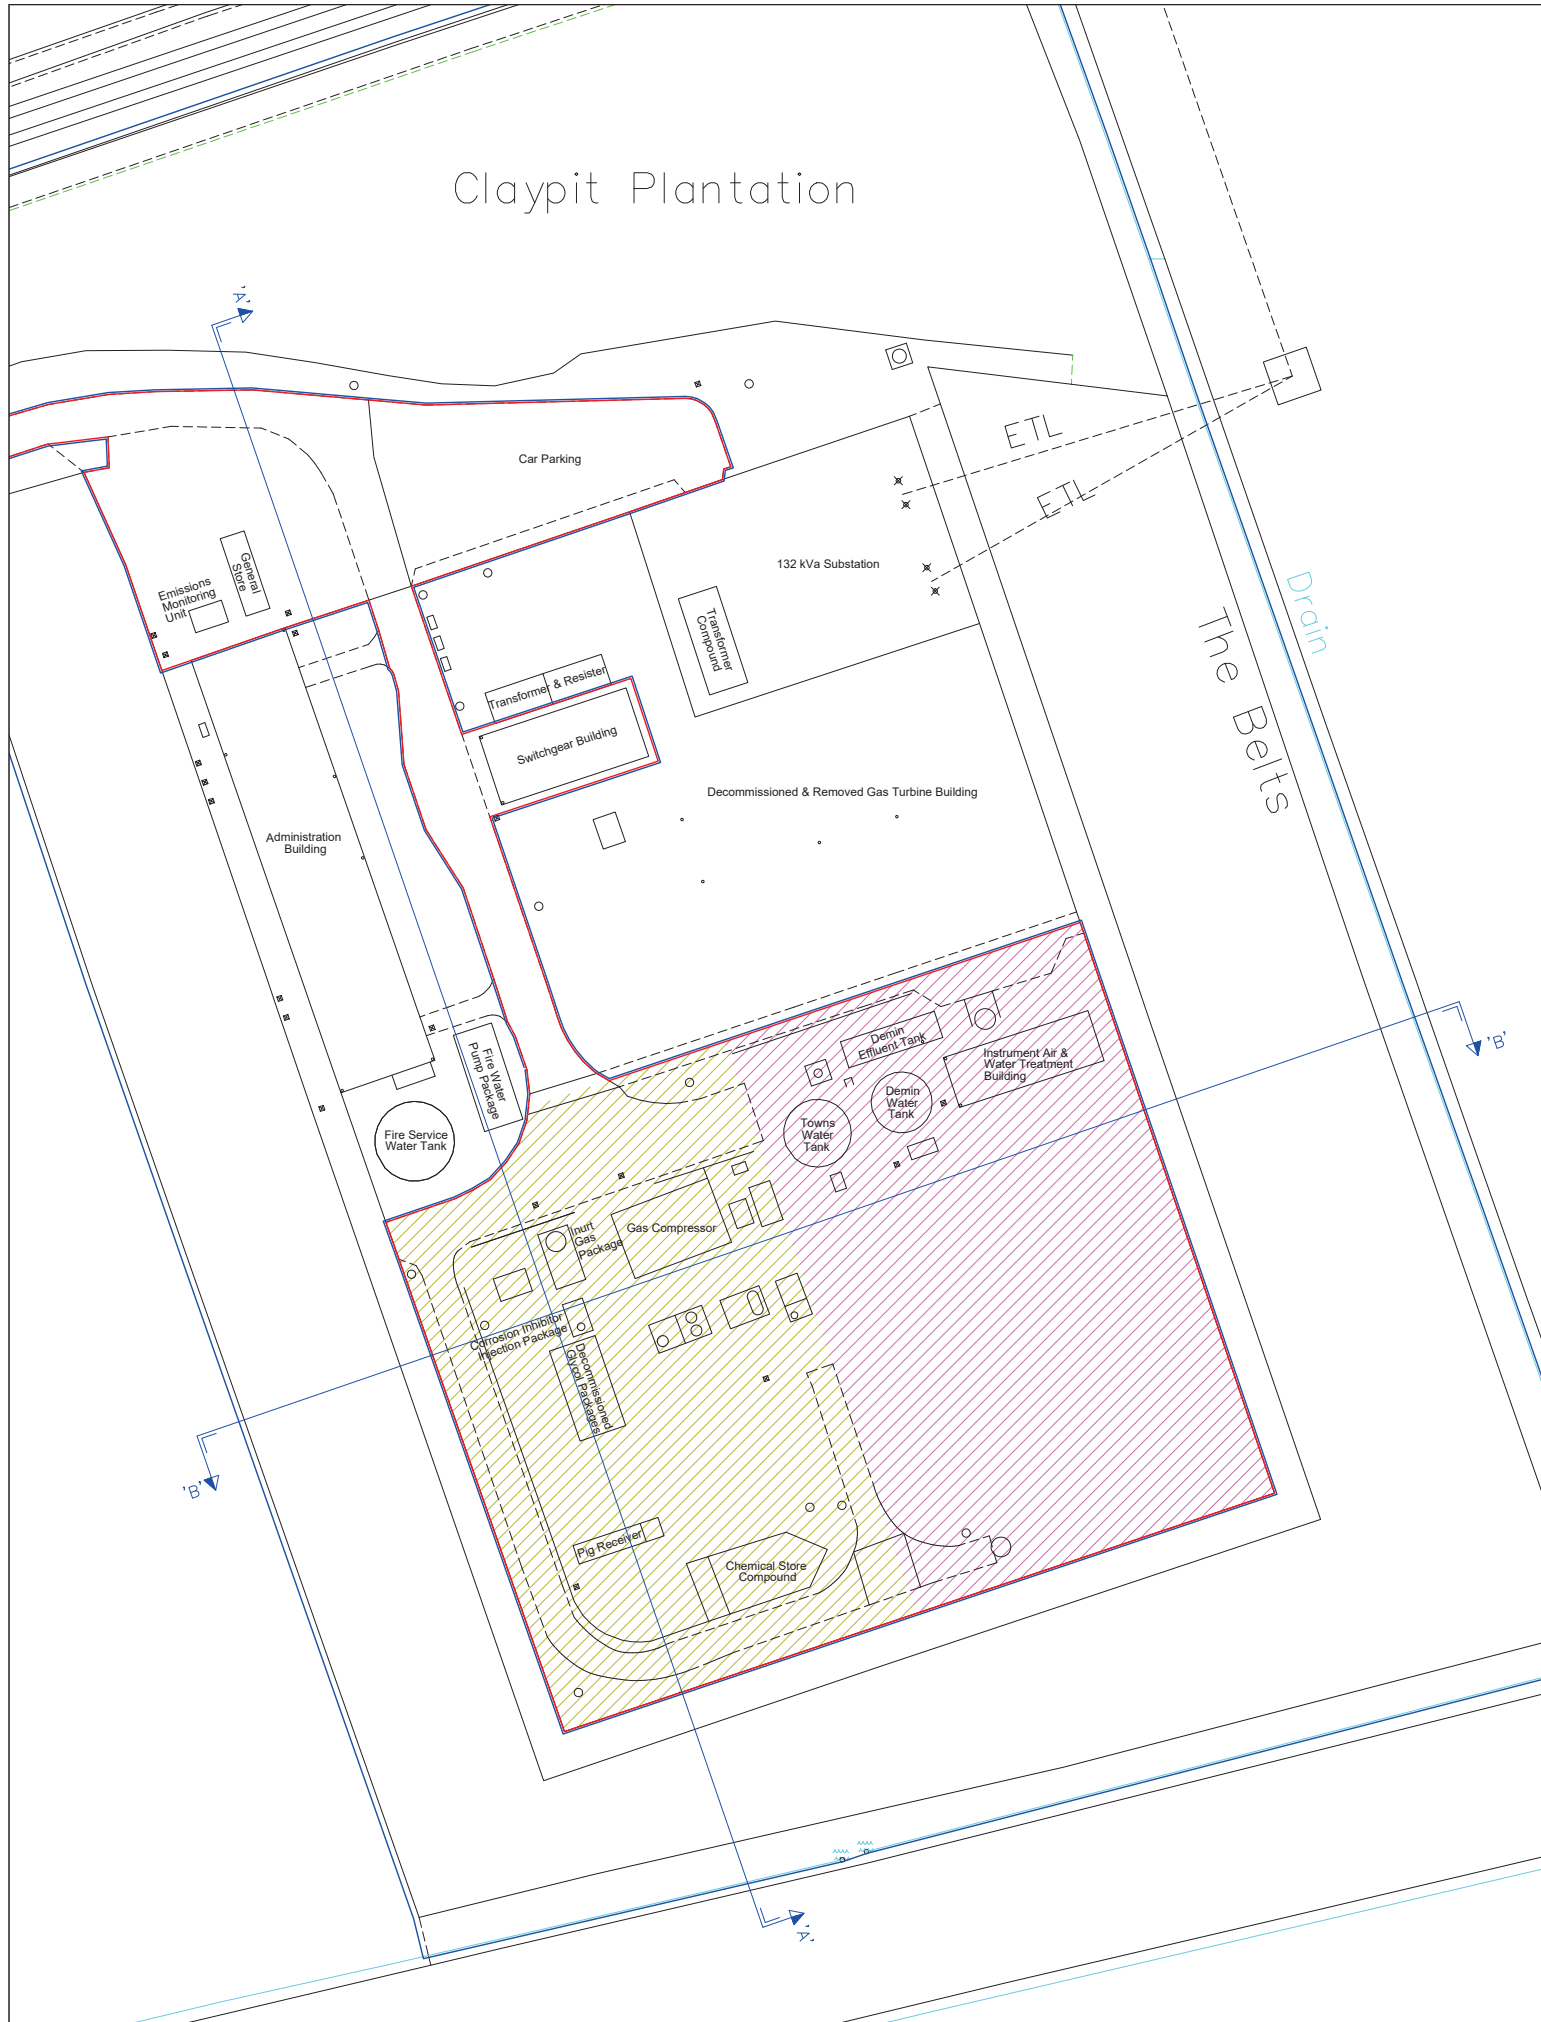 Claypit Plantation
'A'
Car Parking
ETL
ETL
132 kVa Substation
General
Store
Emissions
Monitoring
Unit
Transformer
Compound
Drain
The Belts
Transformer & Resister
Switchgear Building
Decommissioned & Removed Gas Turbine Building
Administration
Building
Demin
Effluent Tank
Instrument Air &
Water Treatment
Building
'B'
Fire Water
Pump Package
Demin
Water
Tank
Towns
Water
Tank
Fire Service
Water Tank
Inurt
Gas
Package
Gas Compressor
Corrosion Inhibitor
Injection Package
Decommissioned
Glycol Packages
'B'
Pig Receiver
Chemical Store
Compound
'A'